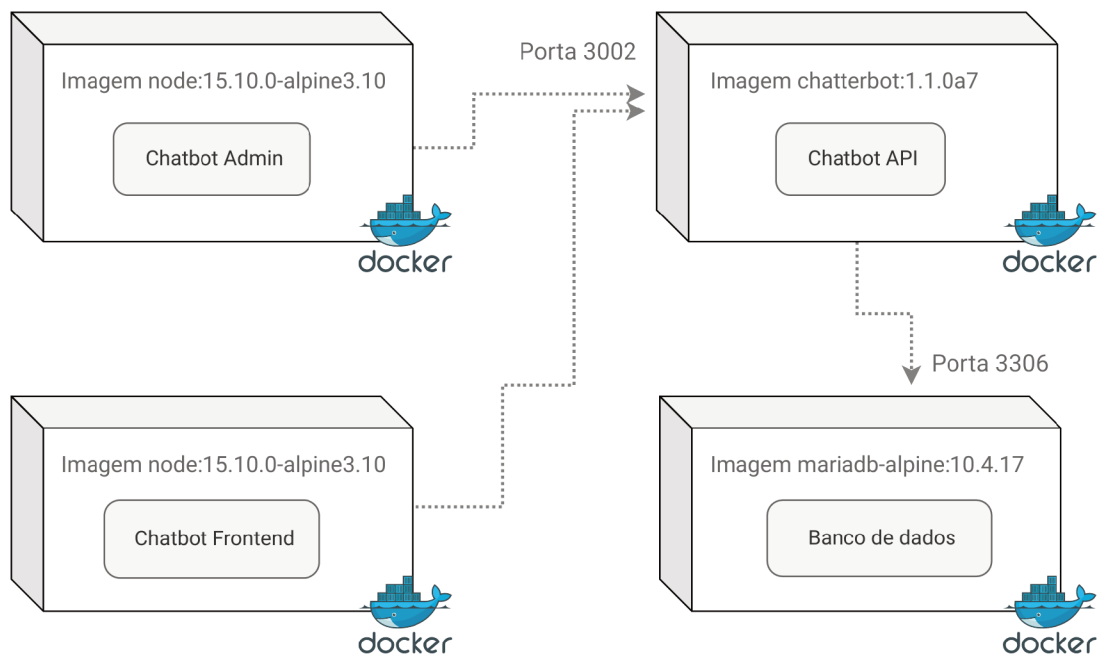 Imagem node:15.10.0-alpine3.10
Chatbot Admin
docker
Porta 3002
Imagem chatterbot:1.1.0a7
Chatbot API
docker
Imagem node:15.10.0-alpine3.10
Chatbot Frontend
docker
Porta 3306
Imagem mariadb-alpine:10.4.17
Banco de dados
docker